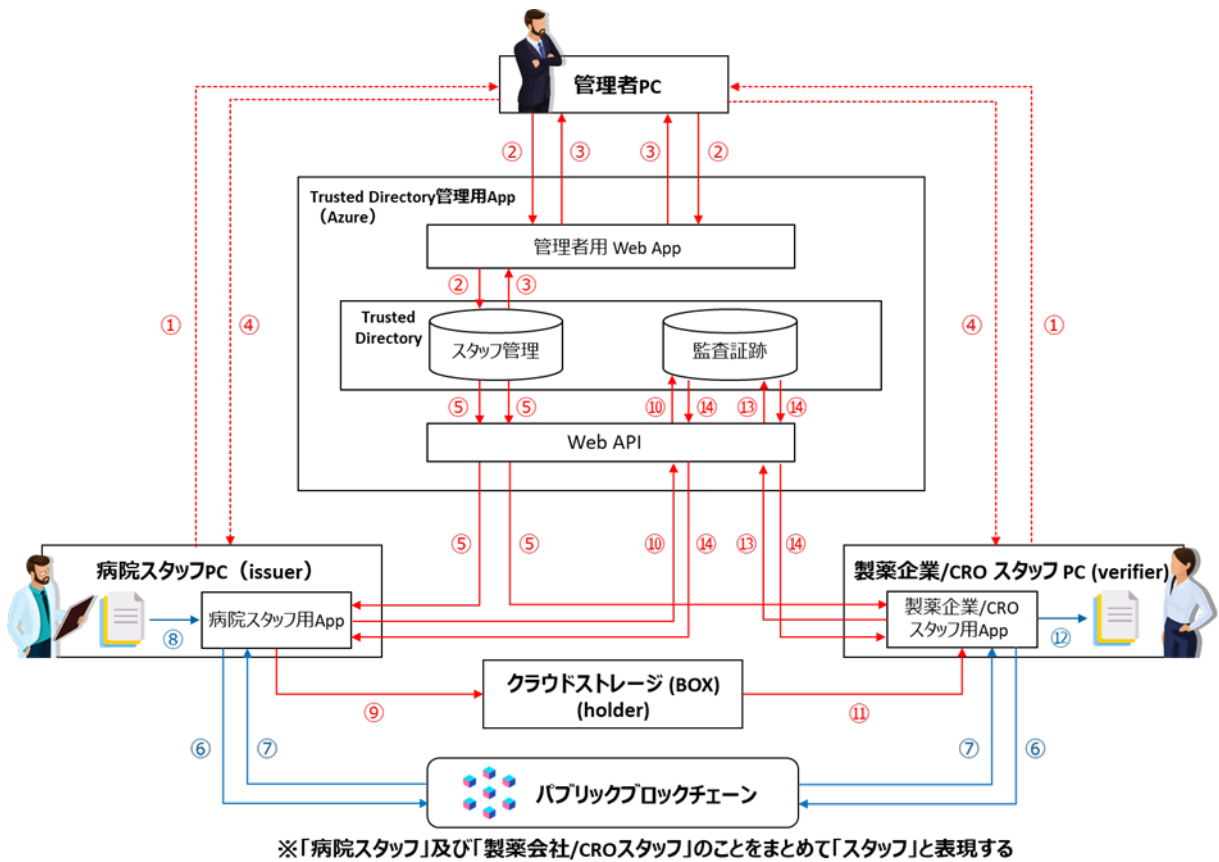 管理者PC
② ③ ③ ②
Trusted Directory管理用App
（Azure）
管理者用 Web App
② ③
① ④ ④ ①
Trusted
Directory
スタッフ管理
監査証跡
⑤ ⑤ ⑩ ⑭ ⑬ ⑭
Web API
⑤ ⑤ ⑩ ⑭ ⑬ ⑭
病院スタッフPC（issuer）
病院スタッフ用App
⑧
製薬企業/CRO スタッフ PC (verifier)
製薬企業/CRO
スタッフ用App
⑫
クラウドストレージ (BOX)
(holder)
⑨ ⑪
⑥ ⑦ ⑦ ⑥
パブリックブロックチェーン
※「病院スタッフ」及び「製薬会社/CROスタッフ」のことをまとめて「スタッフ」と表現する